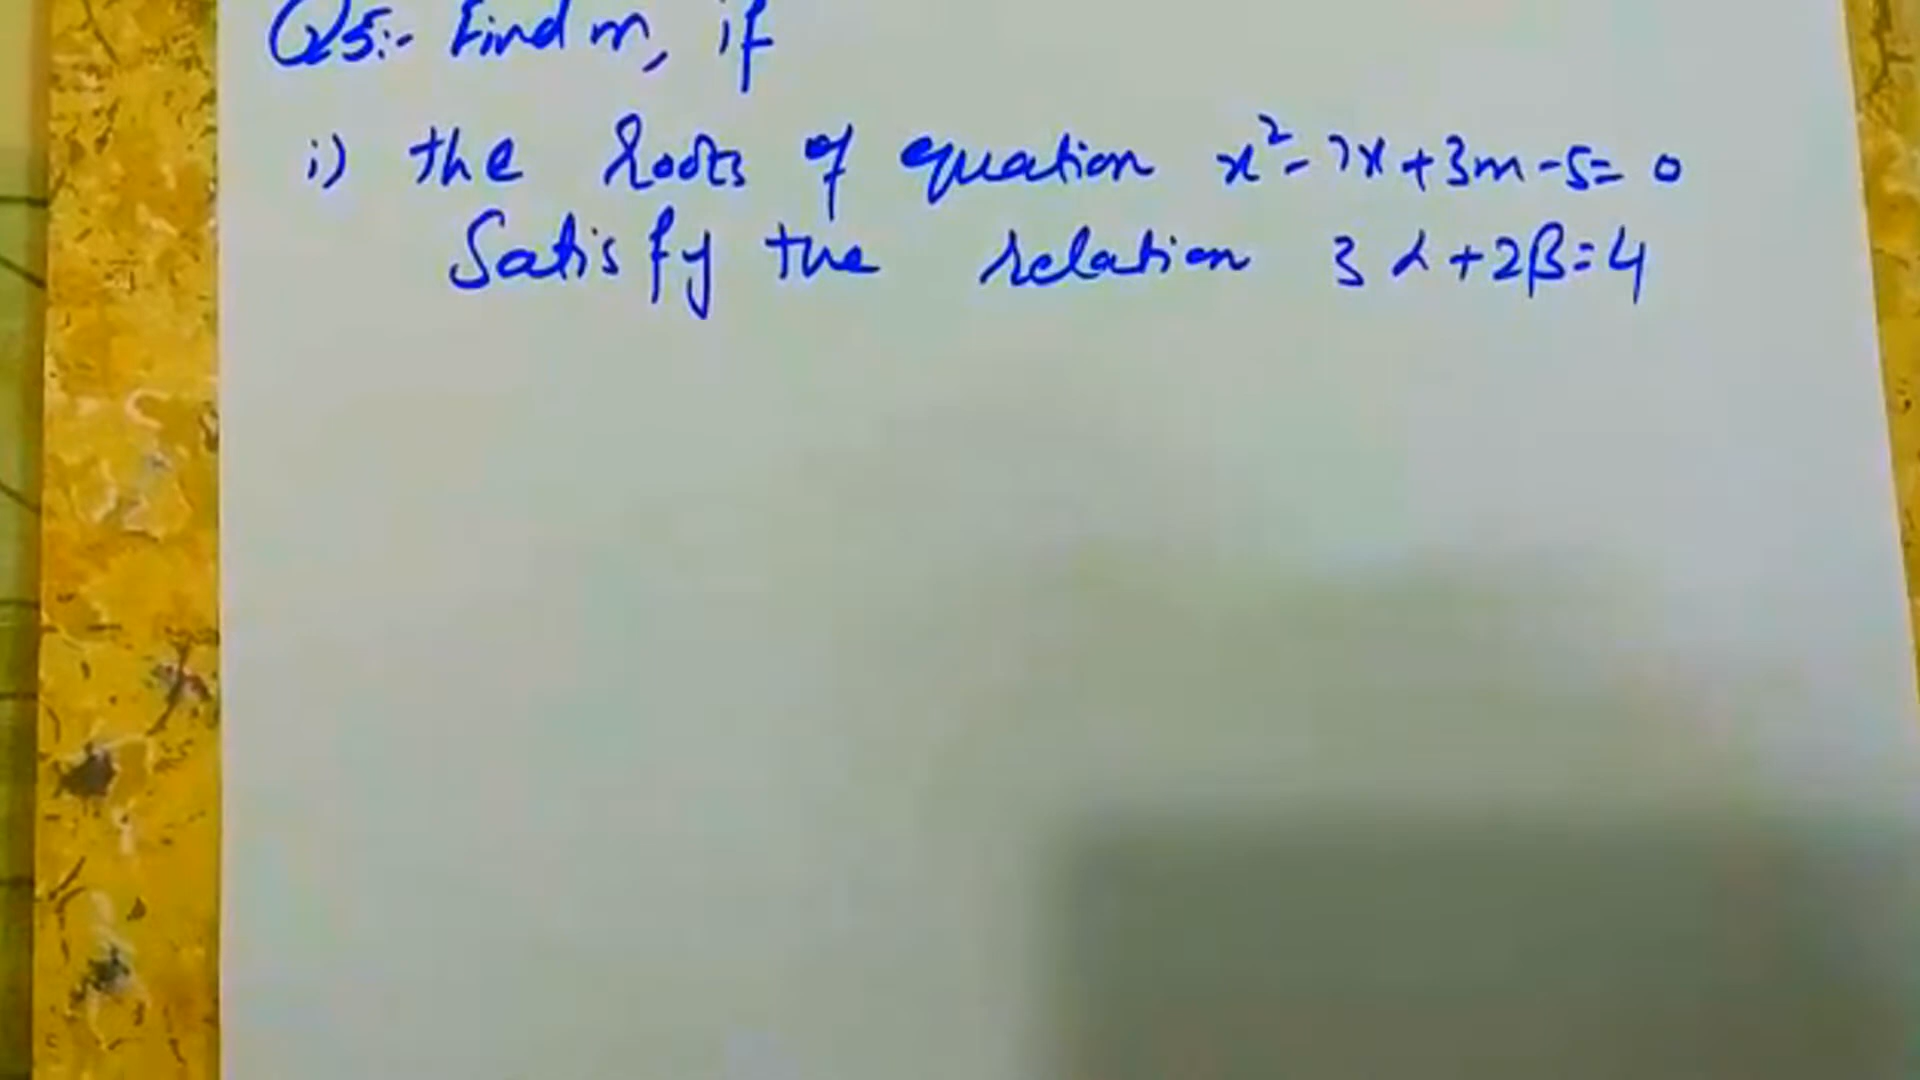 Q5:- Find m, if
i) the Roots of equation x² - 7x + 3m - 5 = 0
Satisfy the relation 3α + 2β = 4